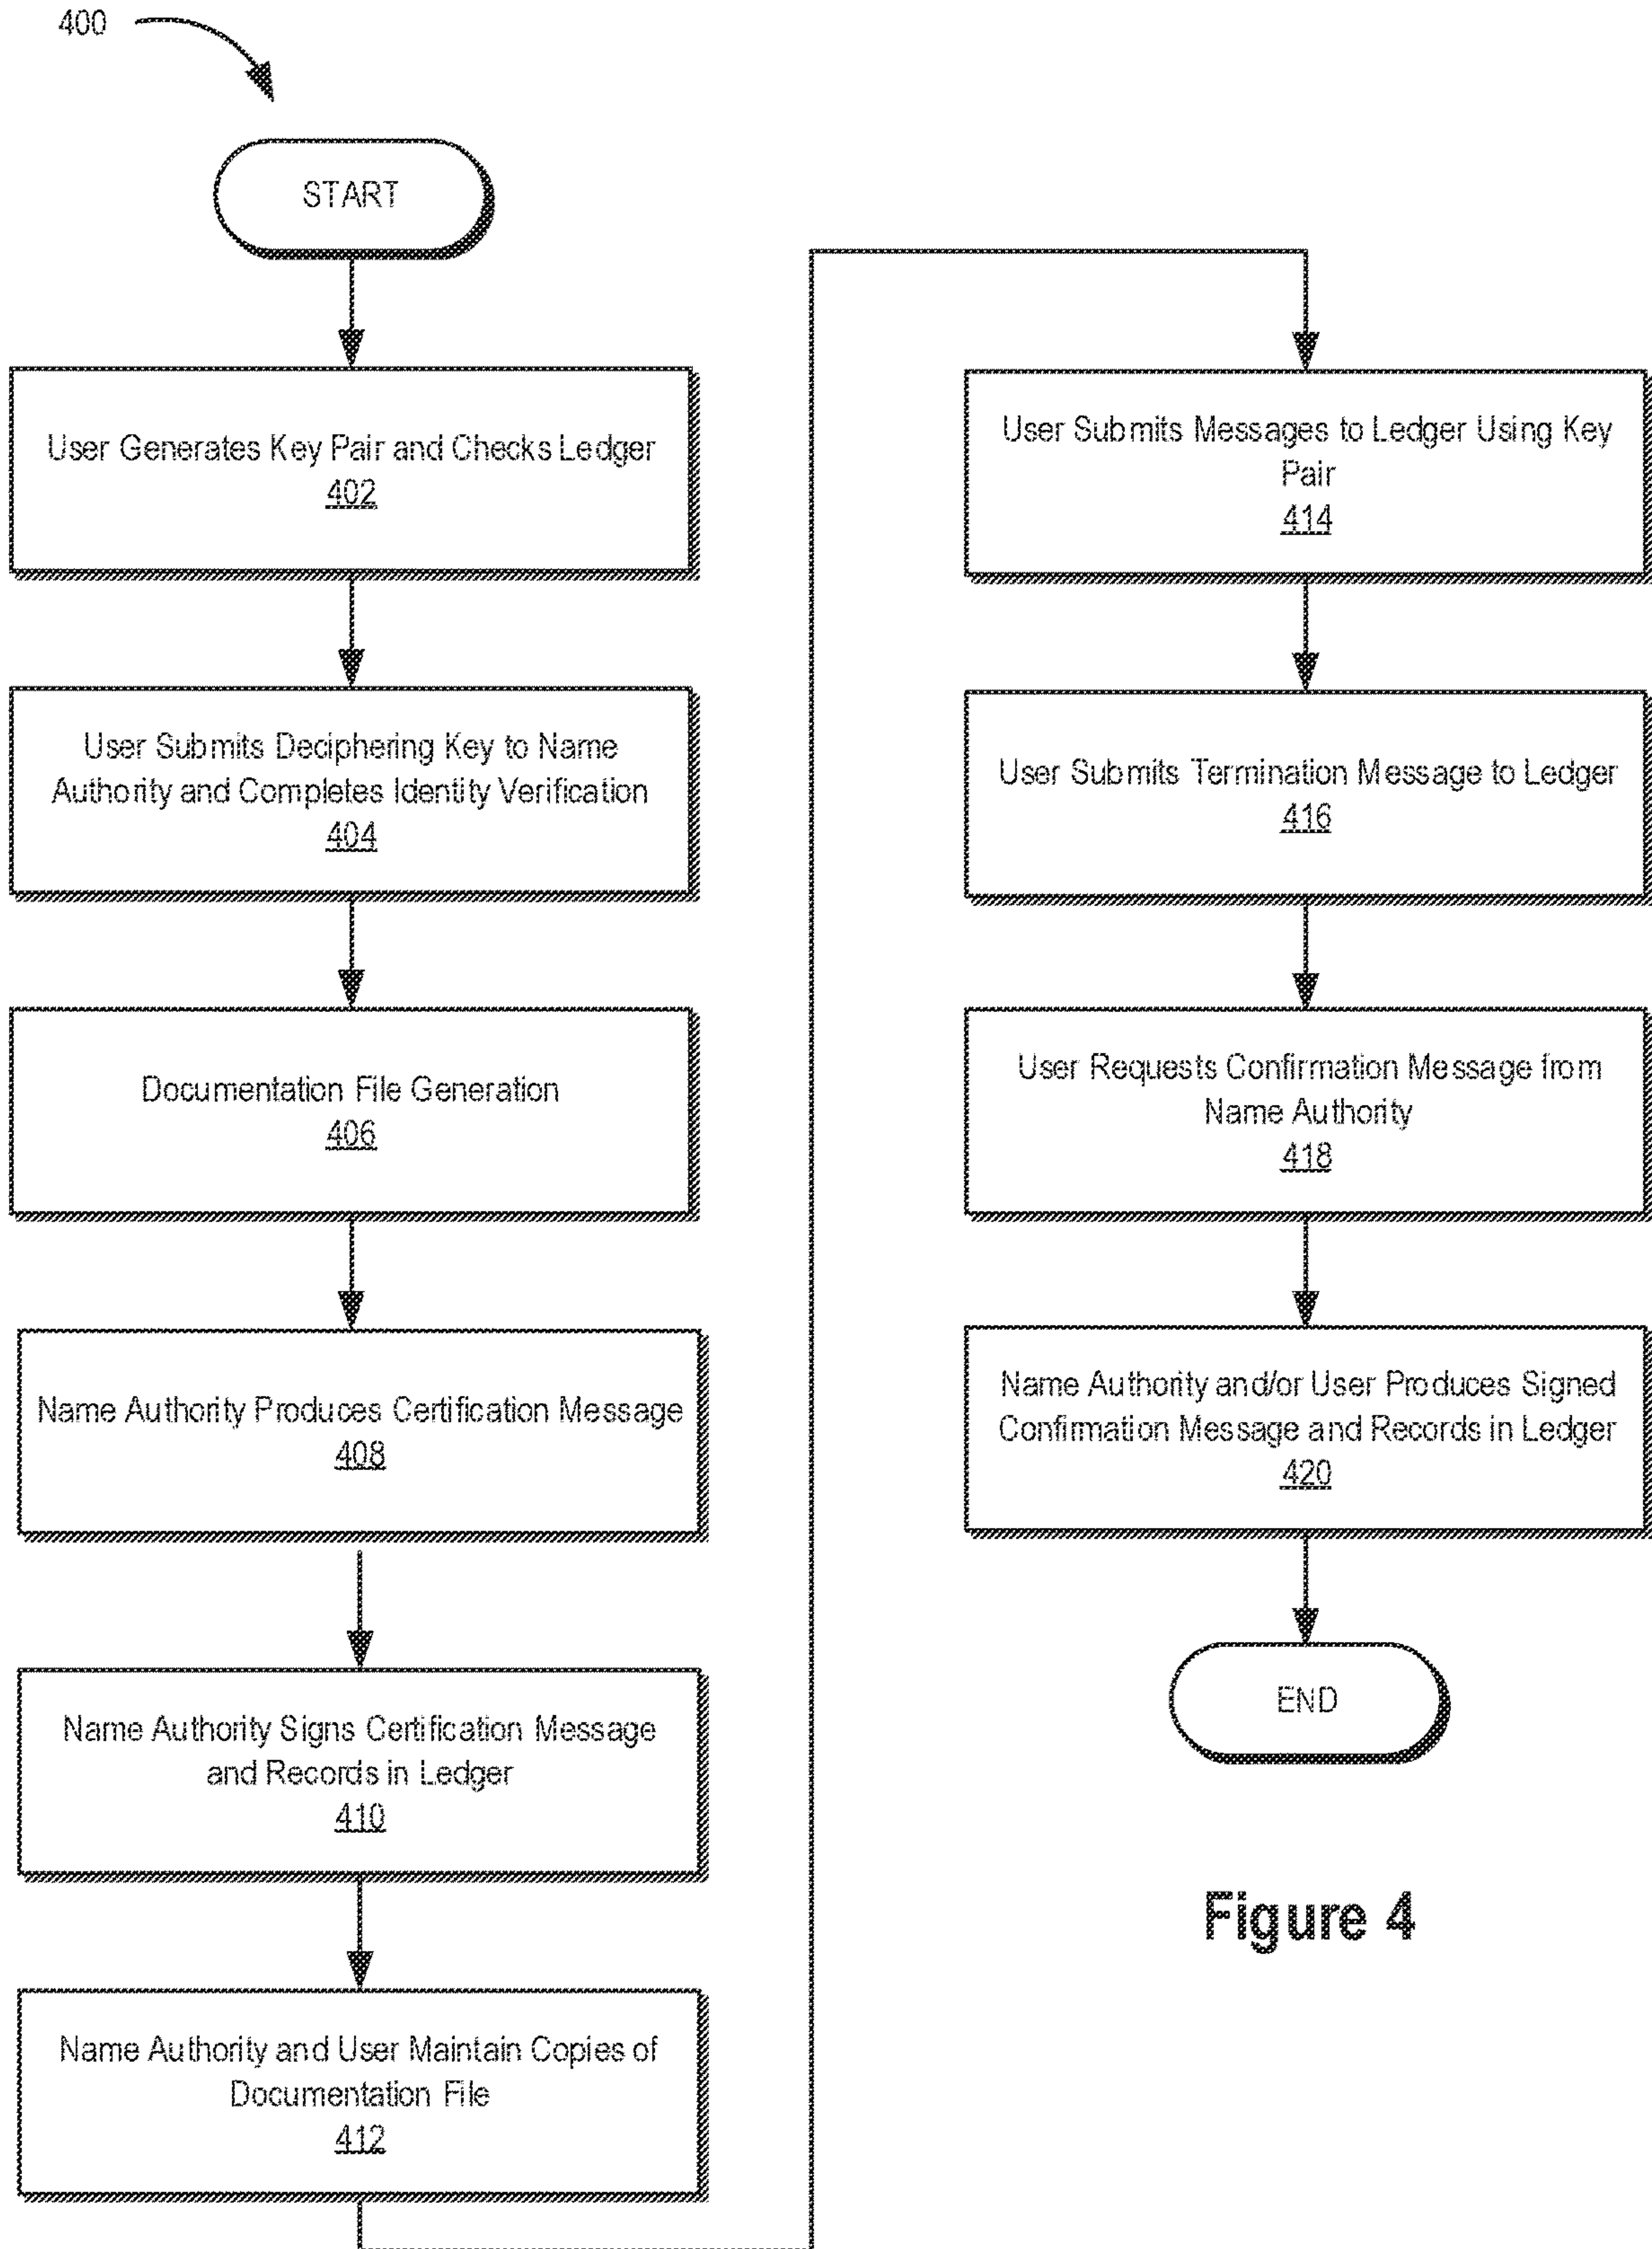 400
START
User Generates Key Pair and Checks Ledger
402
User Submits Deciphering Key to Name
Authority and Completes Identity Verification
404
Documentation File Generation
406
Name Authority Produces Certification Message
408
Name Authority Signs Certification Message
and Records in Ledger
410
Name Authority and User Maintain Copies of
Documentation File
412
User Submits Messages to Ledger Using Key
Pair
414
User Submits Termination Message to Ledger
416
User Requests Confirmation Message from
Name Authority
418
Name Authority and/or User Produces Signed
Confirmation Message and Records in Ledger
420
END
Figure 4